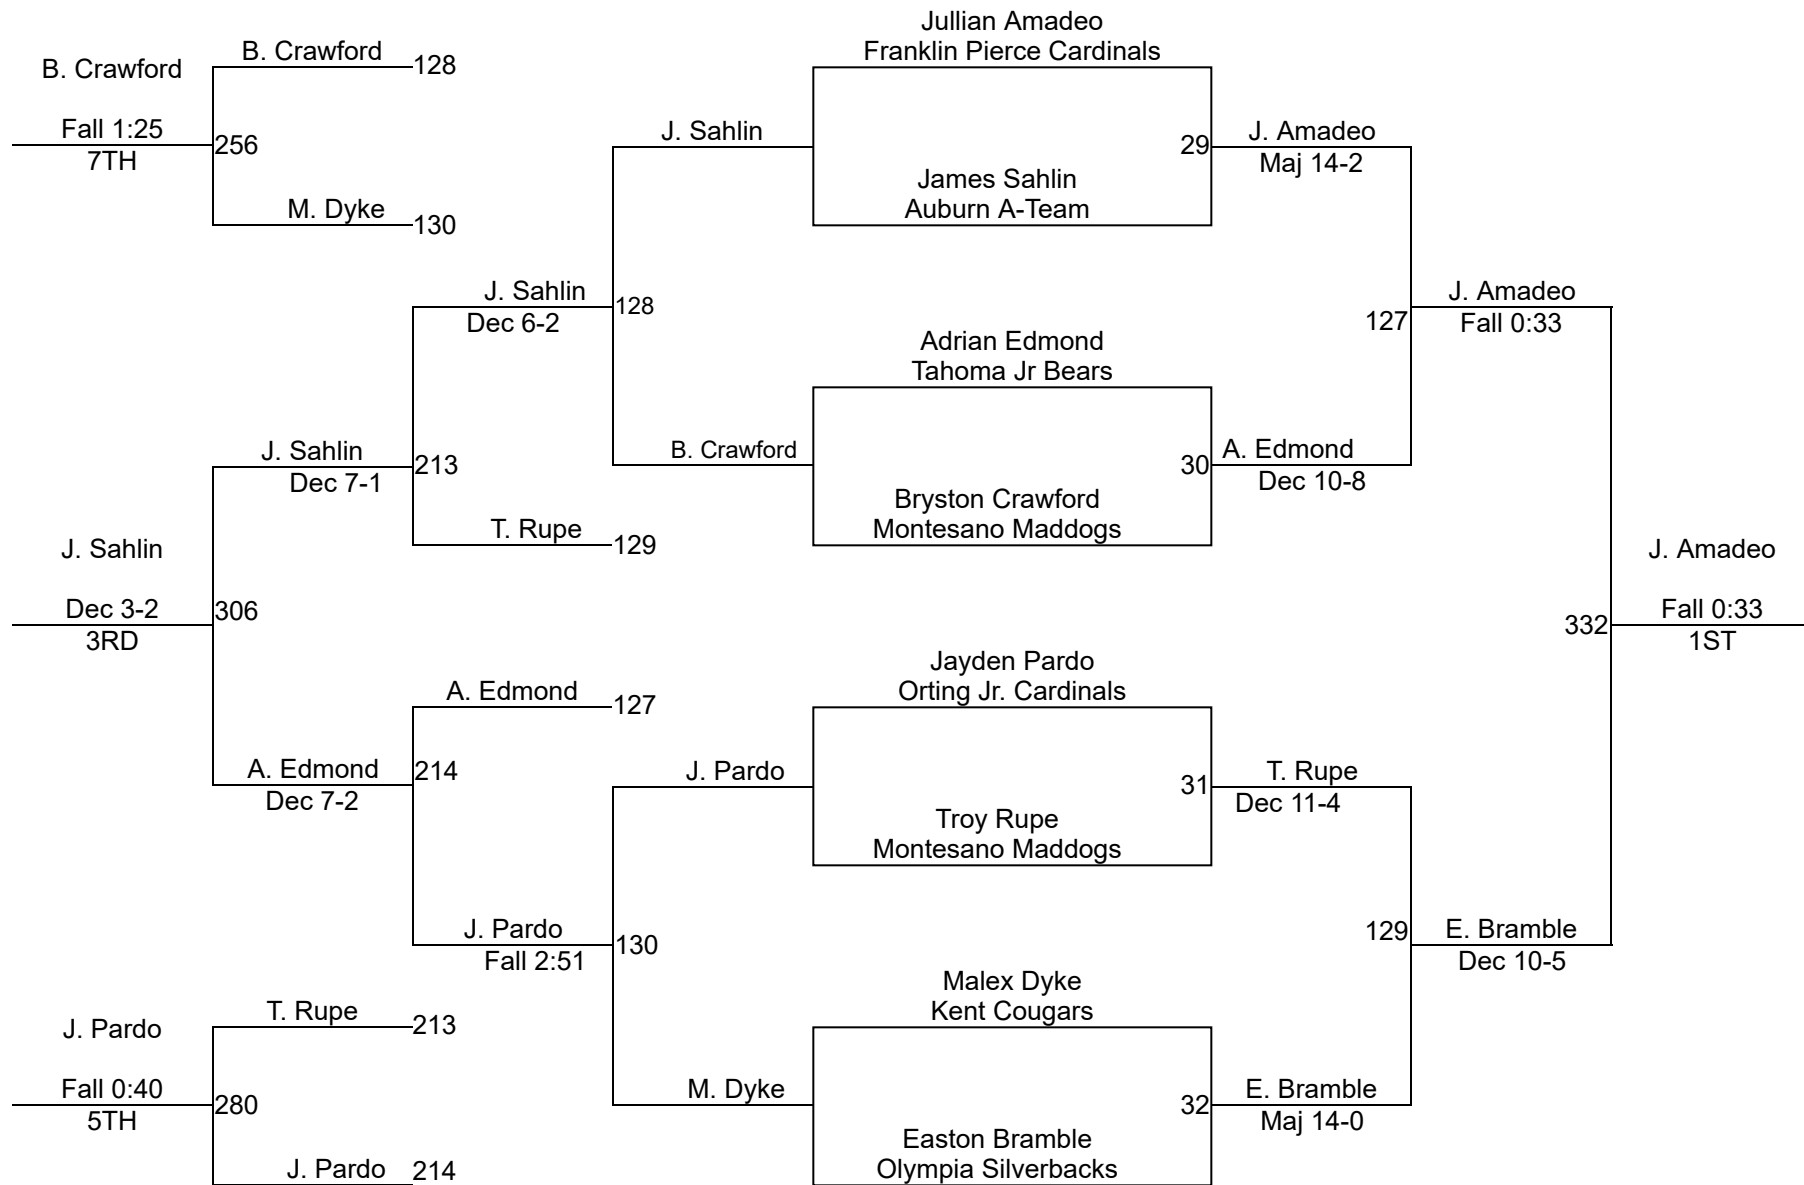 Jullian Amadeo
B. Crawford
128
Franklin Pierce Cardinals
B. Crawford
Fall 1:25
256
7TH
J. Sahlin
29
J. Amadeo
Maj 14-2
James Sahlin
Auburn A-Team
M. Dyke
130
J. Sahlin
128
Dec 6-2
J. Amadeo
127
Fall 0:33
Adrian Edmond
Tahoma Jr Bears
J. Sahlin
213
Dec 7-1
B. Crawford
30
A. Edmond
Dec 10-8
Bryston Crawford
Montesano Maddogs
T. Rupe
129
J. Sahlin
Dec 3-2
306
3RD
J. Amadeo
332
Fall 0:33
1ST
Jayden Pardo
Orting Jr. Cardinals
A. Edmond
127
A. Edmond
214
Dec 7-2
J. Pardo
31
T. Rupe
Dec 11-4
Troy Rupe
Montesano Maddogs
J. Pardo
130
Fall 2:51
129
E. Bramble
Dec 10-5
Malex Dyke
Kent Cougars
T. Rupe
213
J. Pardo
Fall 0:40
280
5TH
M. Dyke
32
E. Bramble
Maj 14-0
Easton Bramble
Olympia Silverbacks
J. Pardo
214